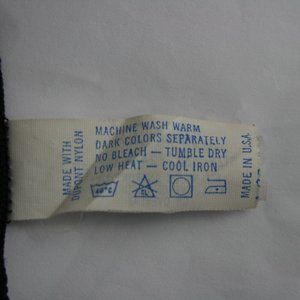 MADE WITH
DUPONT NYLON
MACHINE WASH WARM
DARK COLORS SEPARATELY
NO BLEACH — TUMBLE DRY
LOW HEAT — COOL IRON
40°C
CL
MADE IN U.S.A.